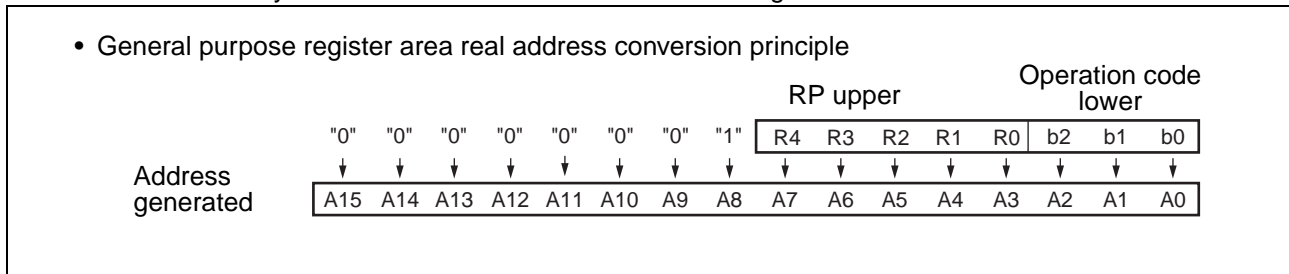 • General purpose register area real address conversion principle
Operation code
RP upper lower
"0" "0" "0" "0" "0" "0" "0" "1" R4 R3 R2 R1 R0 b2 b1 b0
Address
generated
A15 A14 A13 A12 A11 A10 A9 A8 A7 A6 A5 A4 A3 A2 A1 A0